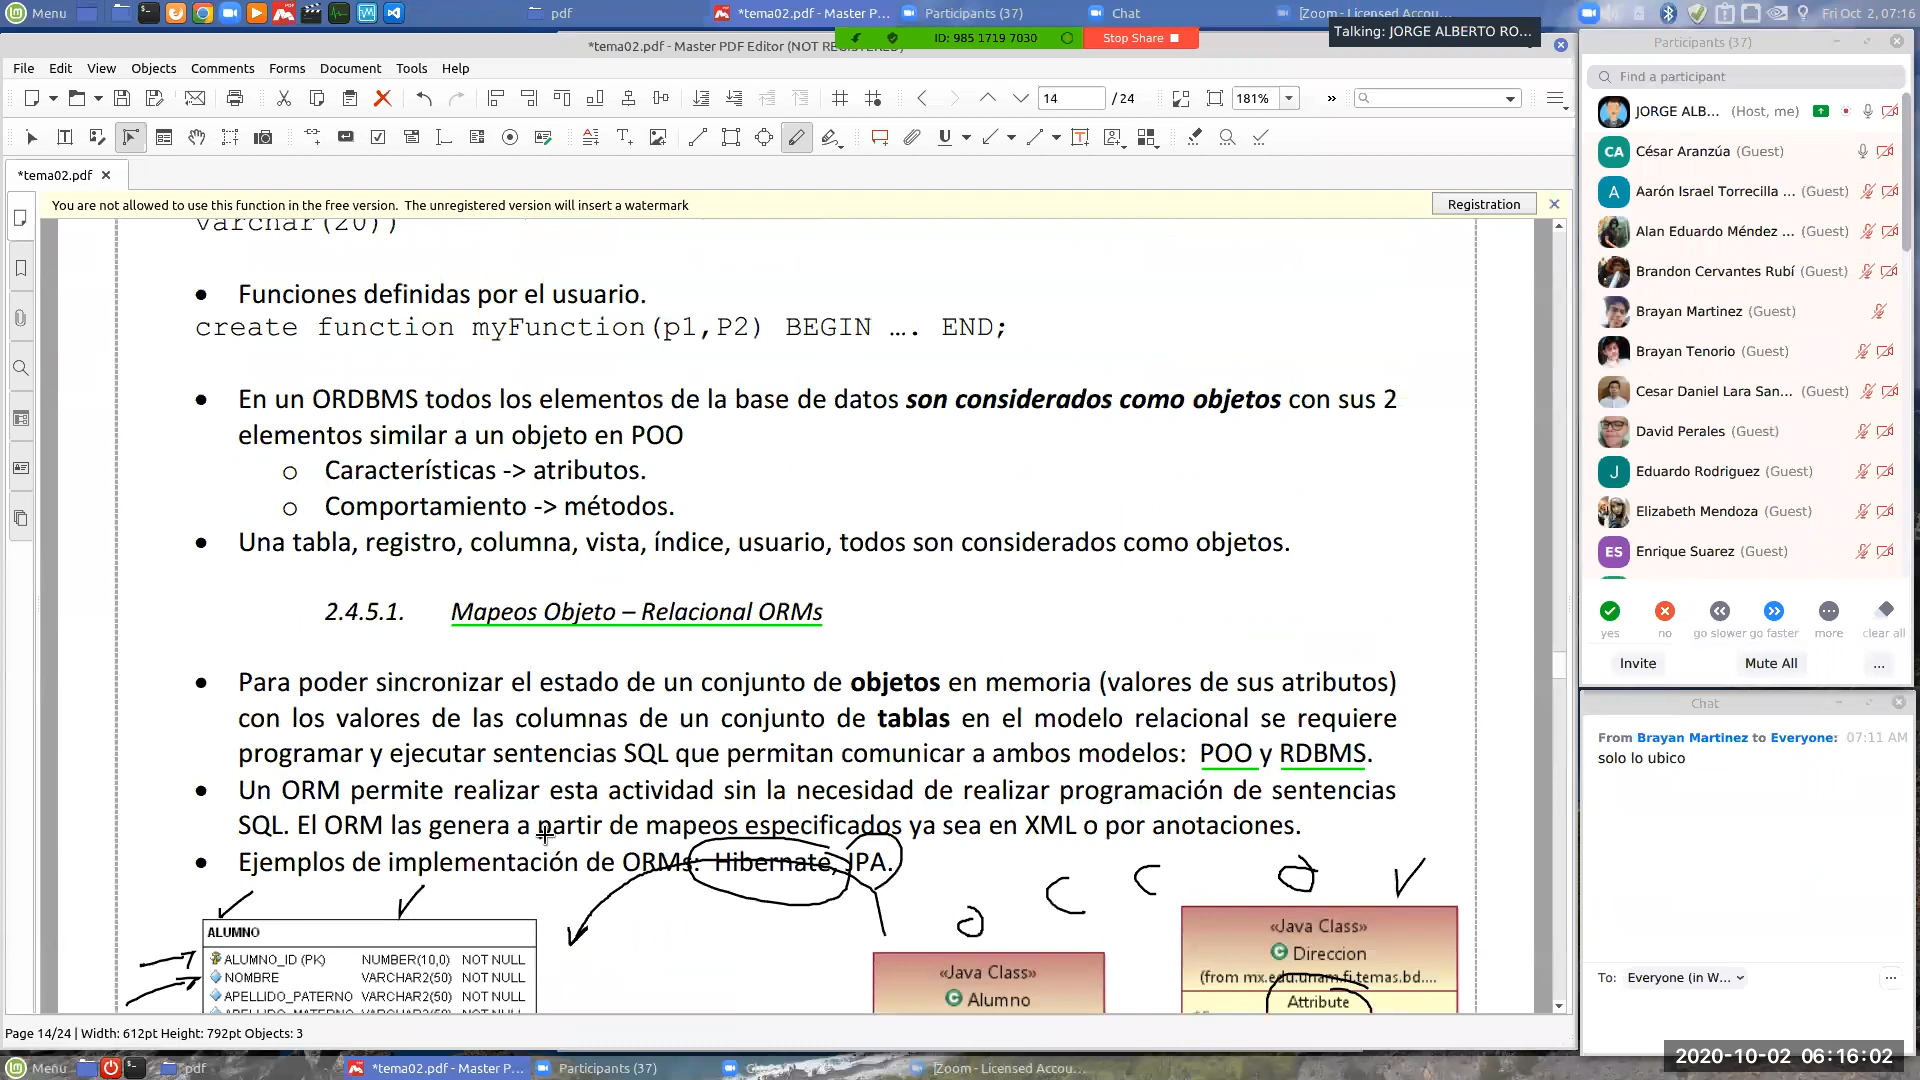 Menu
pdf
*tema02.pdf - Master P...
Participants (37)
Chat
[Zoom - Licensed Accou...
Fri Oct 2, 07:16
*tema02.pdf - Master PDF Editor (NOT REGISTERED)
ID: 985 1719 7030
Stop Share
Talking: JORGE ALBERTO RO...
File Edit View Objects Comments Forms Document Tools Help
14 / 24
181%
*tema02.pdf
You are not allowed to use this function in the free version. The unregistered version will insert a watermark
Registration
varchar(20))
• Funciones definidas por el usuario.
create function myFunction(p1,P2) BEGIN …. END;
• En un ORDBMS todos los elementos de la base de datos son considerados como objetos con sus 2
elementos similar a un objeto en POO
o Características -> atributos.
o Comportamiento -> métodos.
• Una tabla, registro, columna, vista, índice, usuario, todos son considerados como objetos.
2.4.5.1. Mapeos Objeto – Relacional ORMs
• Para poder sincronizar el estado de un conjunto de objetos en memoria (valores de sus atributos)
con los valores de las columnas de un conjunto de tablas en el modelo relacional se requiere
programar y ejecutar sentencias SQL que permitan comunicar a ambos modelos: POO y RDBMS.
• Un ORM permite realizar esta actividad sin la necesidad de realizar programación de sentencias
SQL. El ORM las genera a partir de mapeos especificados ya sea en XML o por anotaciones.
• Ejemplos de implementación de ORMs: Hibernate, JPA.
ALUMNO
ALUMNO_ID (PK) NUMBER(10,0) NOT NULL
NOMBRE VARCHAR2(50) NOT NULL
APELLIDO_PATERNO VARCHAR2(50) NOT NULL
APELLIDO_MATERNO VARCHAR2(50) NOT NULL
«Java Class»
Alumno
«Java Class»
Direccion
(from mx.edu.unam.fi.temas.bd....
Attribute
Page 14/24 | Width: 612pt Height: 792pt Objects: 3
Participants (37)
Find a participant
JORGE ALB... (Host, me)
CA César Aranzúa (Guest)
A Aarón Israel Torrecilla ... (Guest)
Alan Eduardo Méndez ... (Guest)
Brandon Cervantes Rubí (Guest)
Brayan Martinez (Guest)
Brayan Tenorio (Guest)
Cesar Daniel Lara San... (Guest)
David Perales (Guest)
J Eduardo Rodriguez (Guest)
Elizabeth Mendoza (Guest)
ES Enrique Suarez (Guest)
yes no go slower go faster more clear all
Invite Mute All ...
Chat
From Brayan Martinez to Everyone: 07:11 AM
solo lo ubico
To: Everyone (in W...
Menu
pdf
*tema02.pdf - Master P...
Participants (37)
[Zoom - Licensed Accou...
2020-10-02 06:16:02